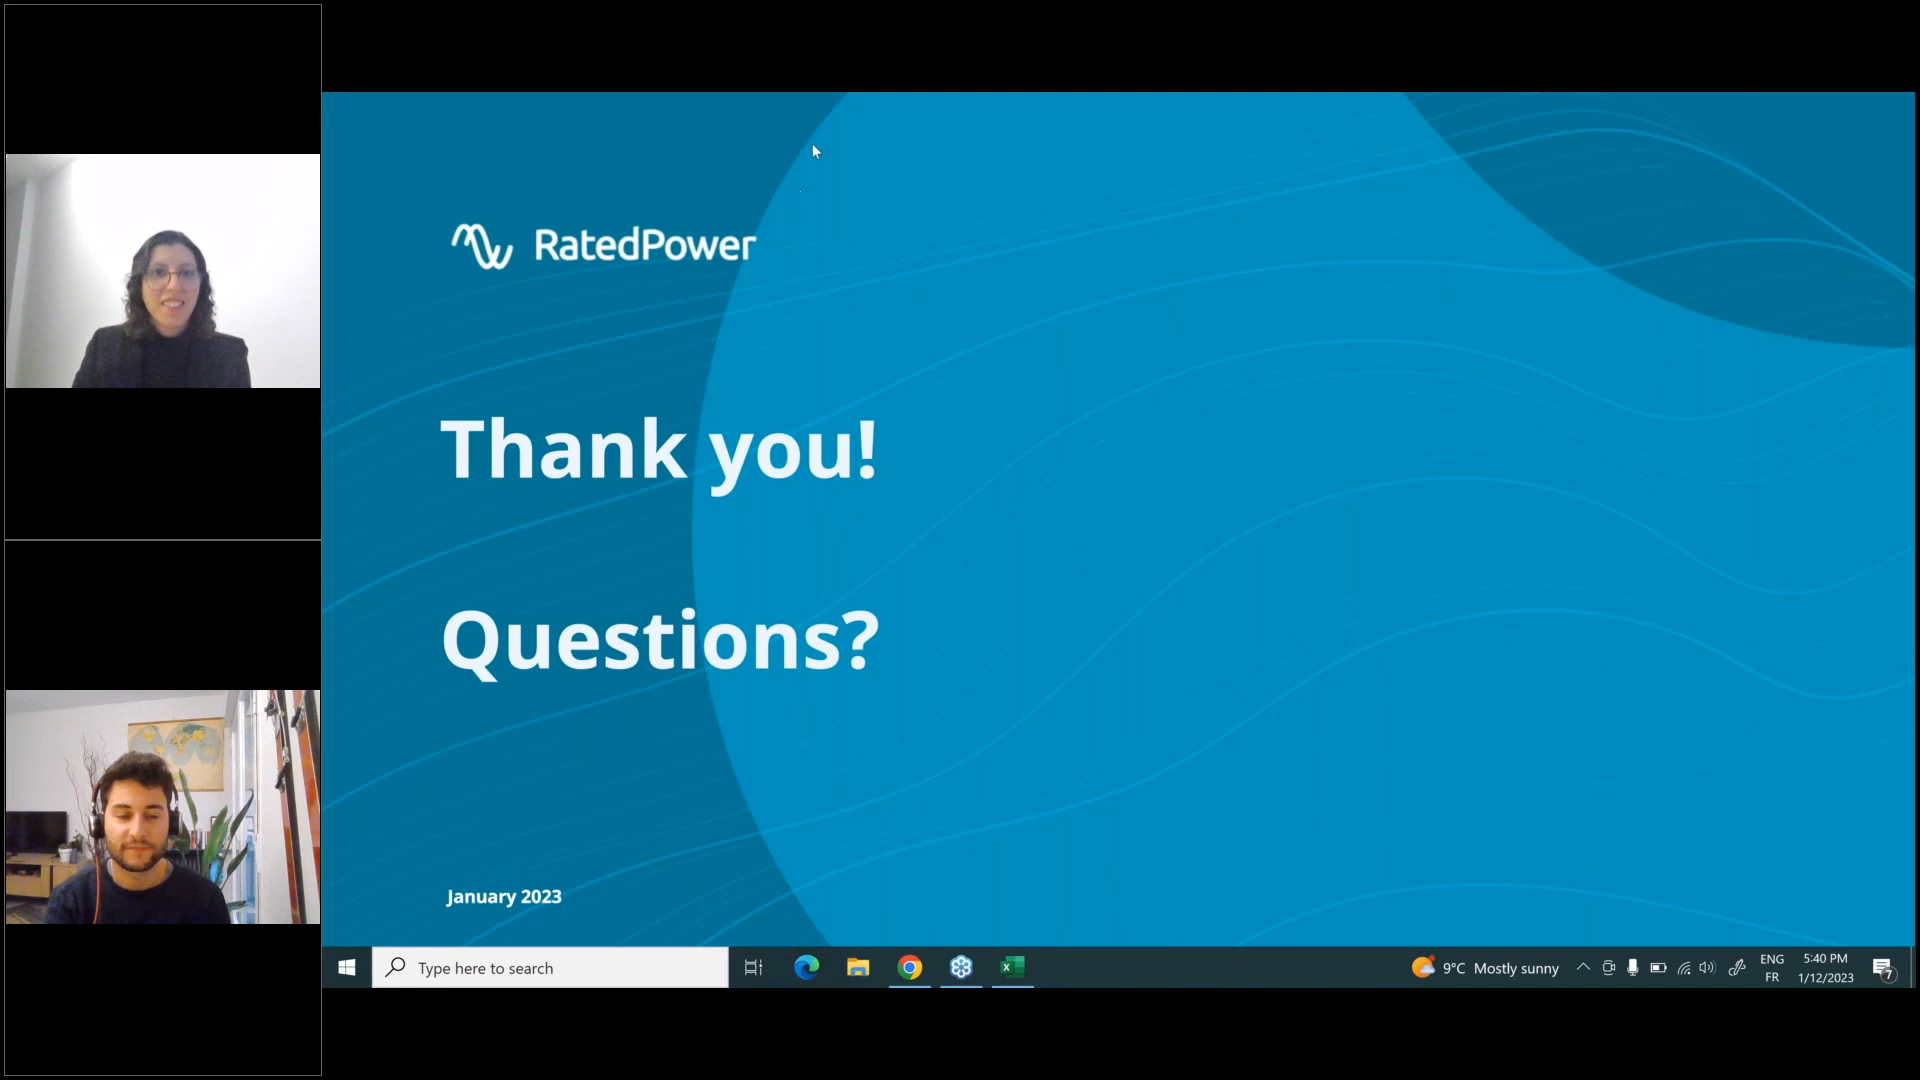 RatedPower
Thank you!
Questions?
January 2023
Type here to search
9°C Mostly sunny
ENG
FR
5:40 PM
1/12/2023
7